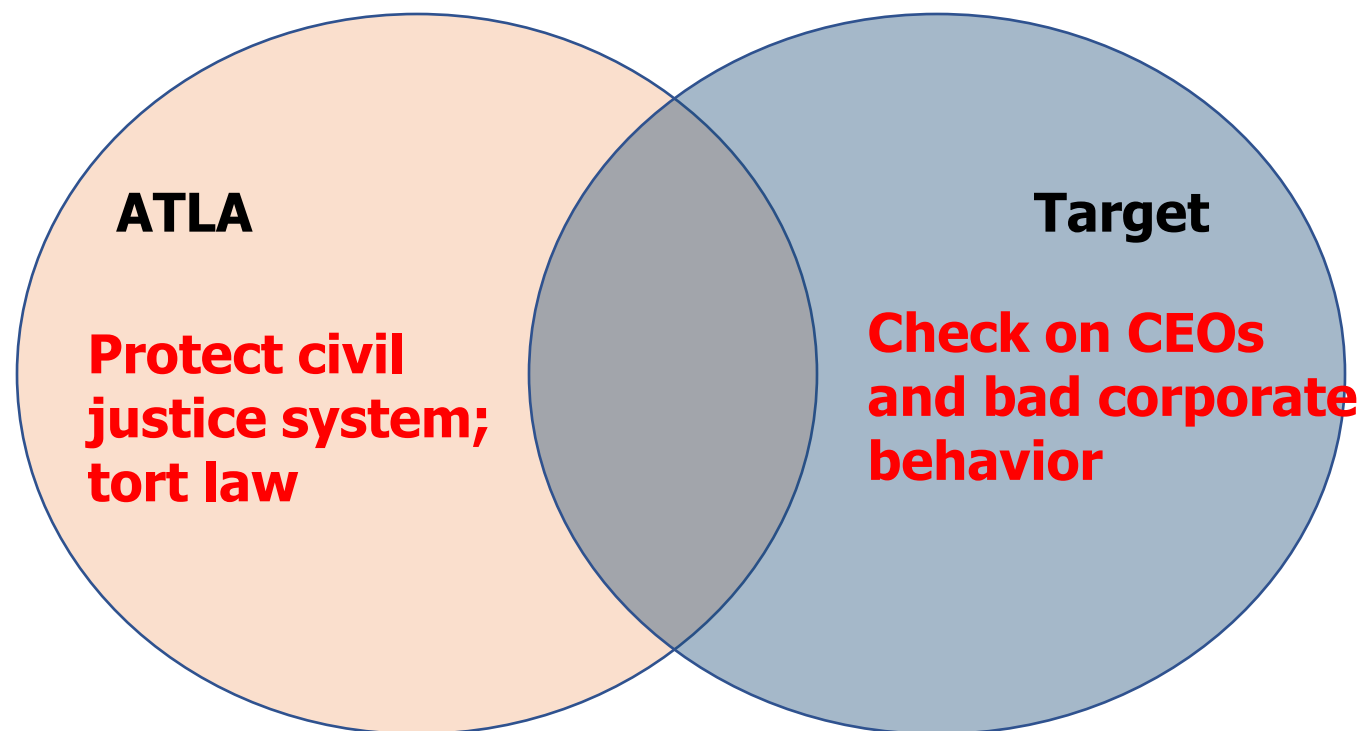 ATLA
Protect civil
justice system;
tort law
Target
Check on CEOs
and bad corporate
behavior